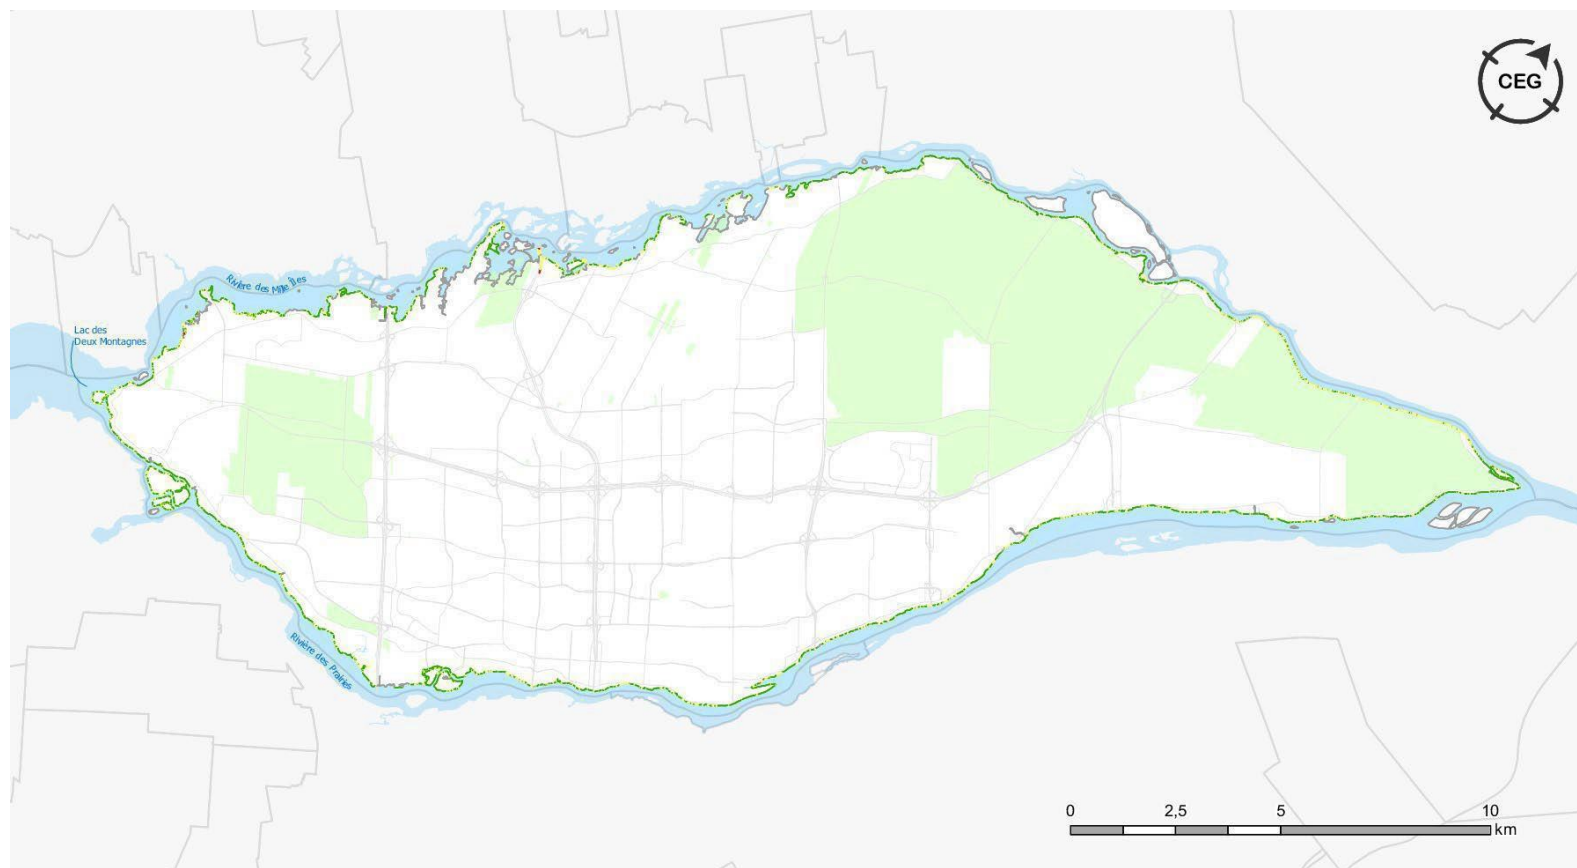 CEG
Rivière des Mille Îles
Lac des
Deux Montagnes
Rivière des Prairies
0 2,5 5 10
km